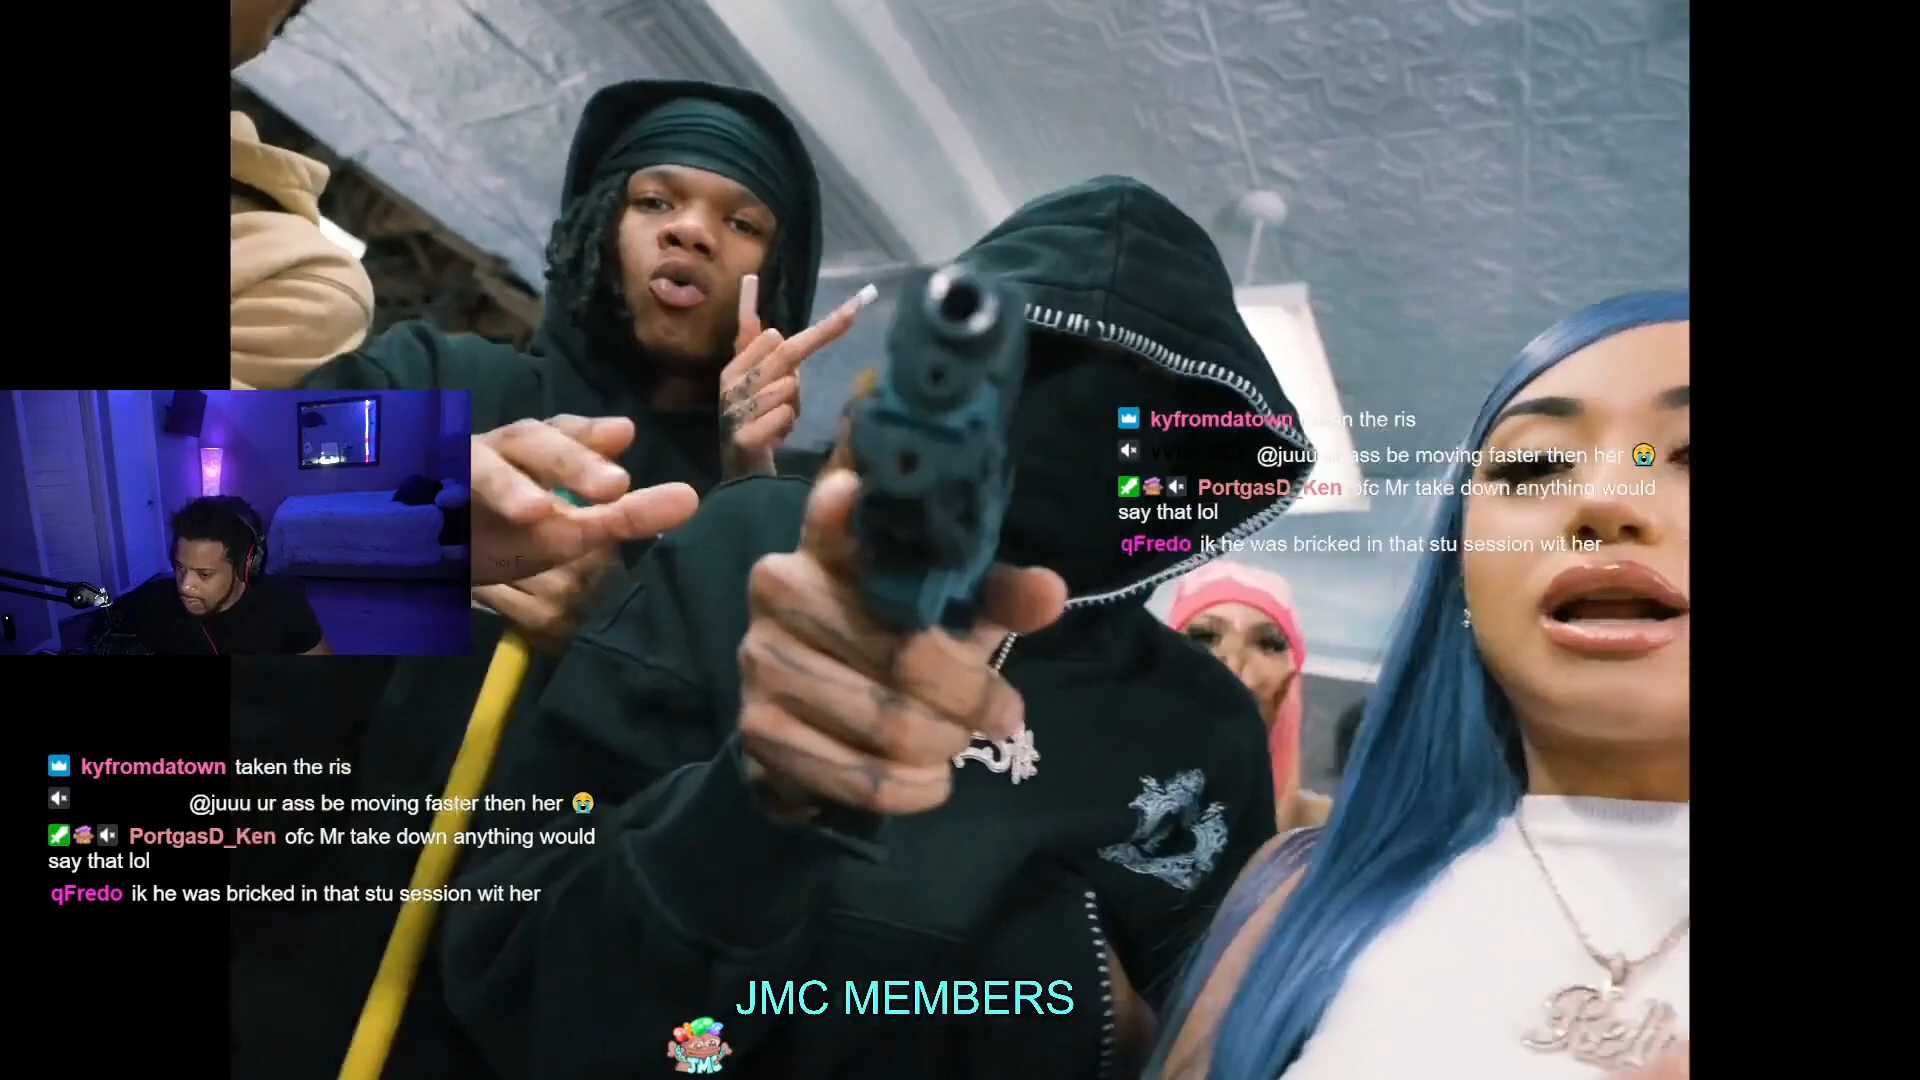 kyfromdatown en the ris
@juuu ur ass be moving faster then her
PortgasD_Ken ofc Mr take down anything would
say that lol
qFredo ik he was bricked in that stu session wit her
kyfromdatown taken the ris
@juuu ur ass be moving faster then her
PortgasD_Ken ofc Mr take down anything would
say that lol
qFredo ik he was bricked in that stu session wit her
JMC MEMBERS
JMC